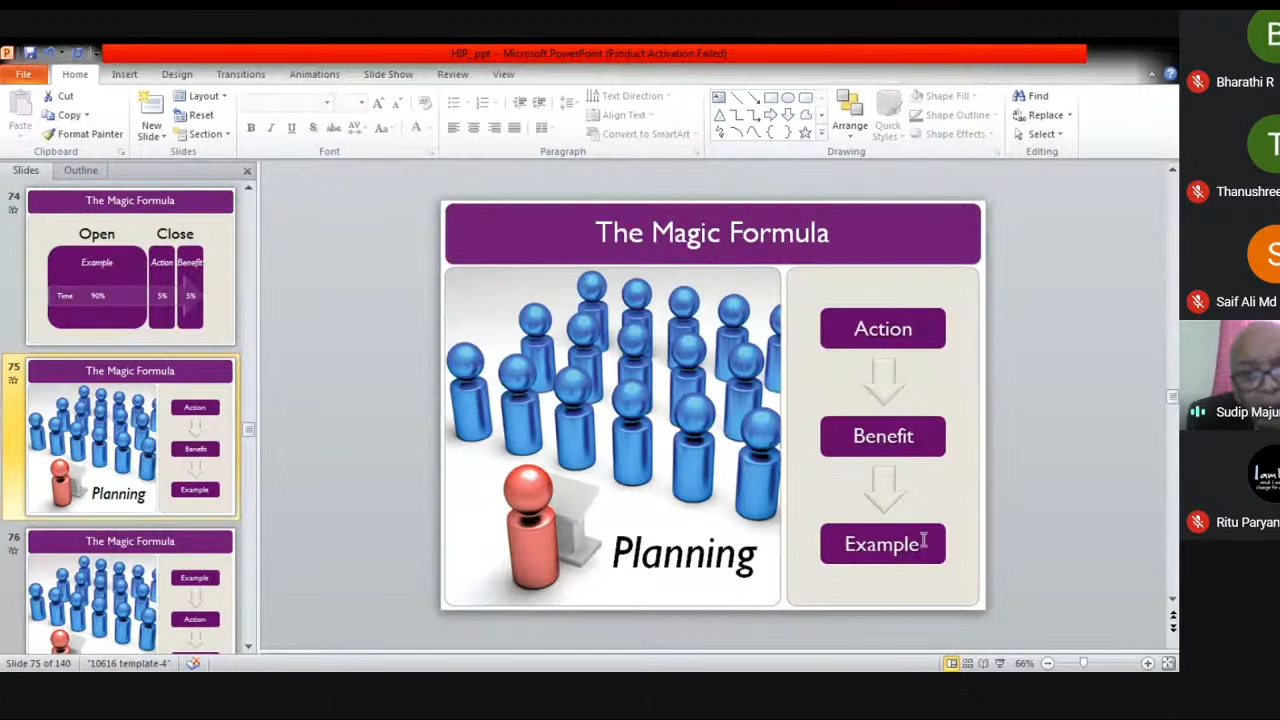 HIP_ppt - Microsoft PowerPoint (Product Activation Failed)
File Home Insert Design Transitions Animations Slide Show Review View
Paste
Cut
Copy
Format Painter
Clipboard
New
Slide
Layout
Reset
Section
Slides
Font
Text Direction
Align Text
Convert to SmartArt
Paragraph
Arrange
Quick
Styles
Shape Fill
Shape Outline
Shape Effects
Drawing
Find
Replace
Select
Editing
Slides Outline
74
The Magic Formula
Open Close
Example Action Benefit
Time 90% 5% 5%
75
The Magic Formula
Action
Benefit
Example
Planning
76
The Magic Formula
Example
Action
The Magic Formula
Action
Benefit
Example
Planning
Slide 75 of 140 "10616 template-4" 66%
B
Bharathi R
T
Thanushree
S
Saif Ali Md
Sudip Maju
Ritu Paryan